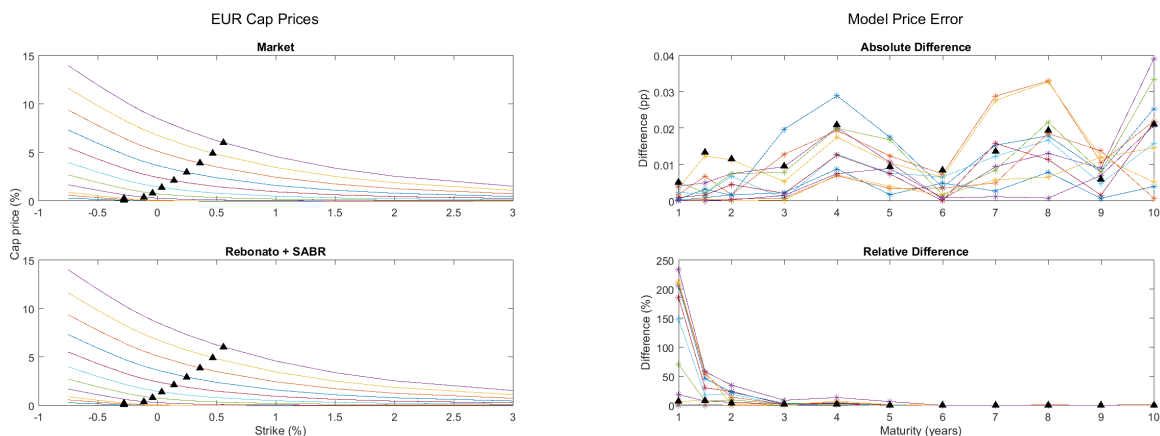 EUR Cap Prices
Market
15
10
5
0
-1 -0.5 0 0.5 1 1.5 2 2.5 3
Cap price (%)
Rebonato + SABR
15
10
5
0
-1 -0.5 0 0.5 1 1.5 2 2.5 3
Strike (%)
Model Price Error
Absolute Difference
0.04
0.03
0.02
0.01
0
1 2 3 4 5 6 7 8 9 10
Difference (pp)
Relative Difference
250
200
150
100
50
0
1 2 3 4 5 6 7 8 9 10
Difference (%)
Maturity (years)